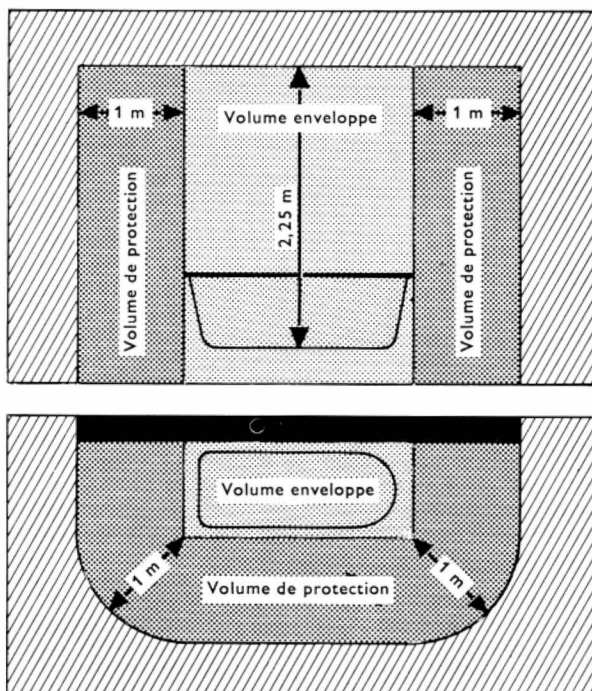 1 m
Volume enveloppe
1 m
Volume de protection
2,25 m
Volume de protection
Volume enveloppe
1 m
Volume de protection
1 m